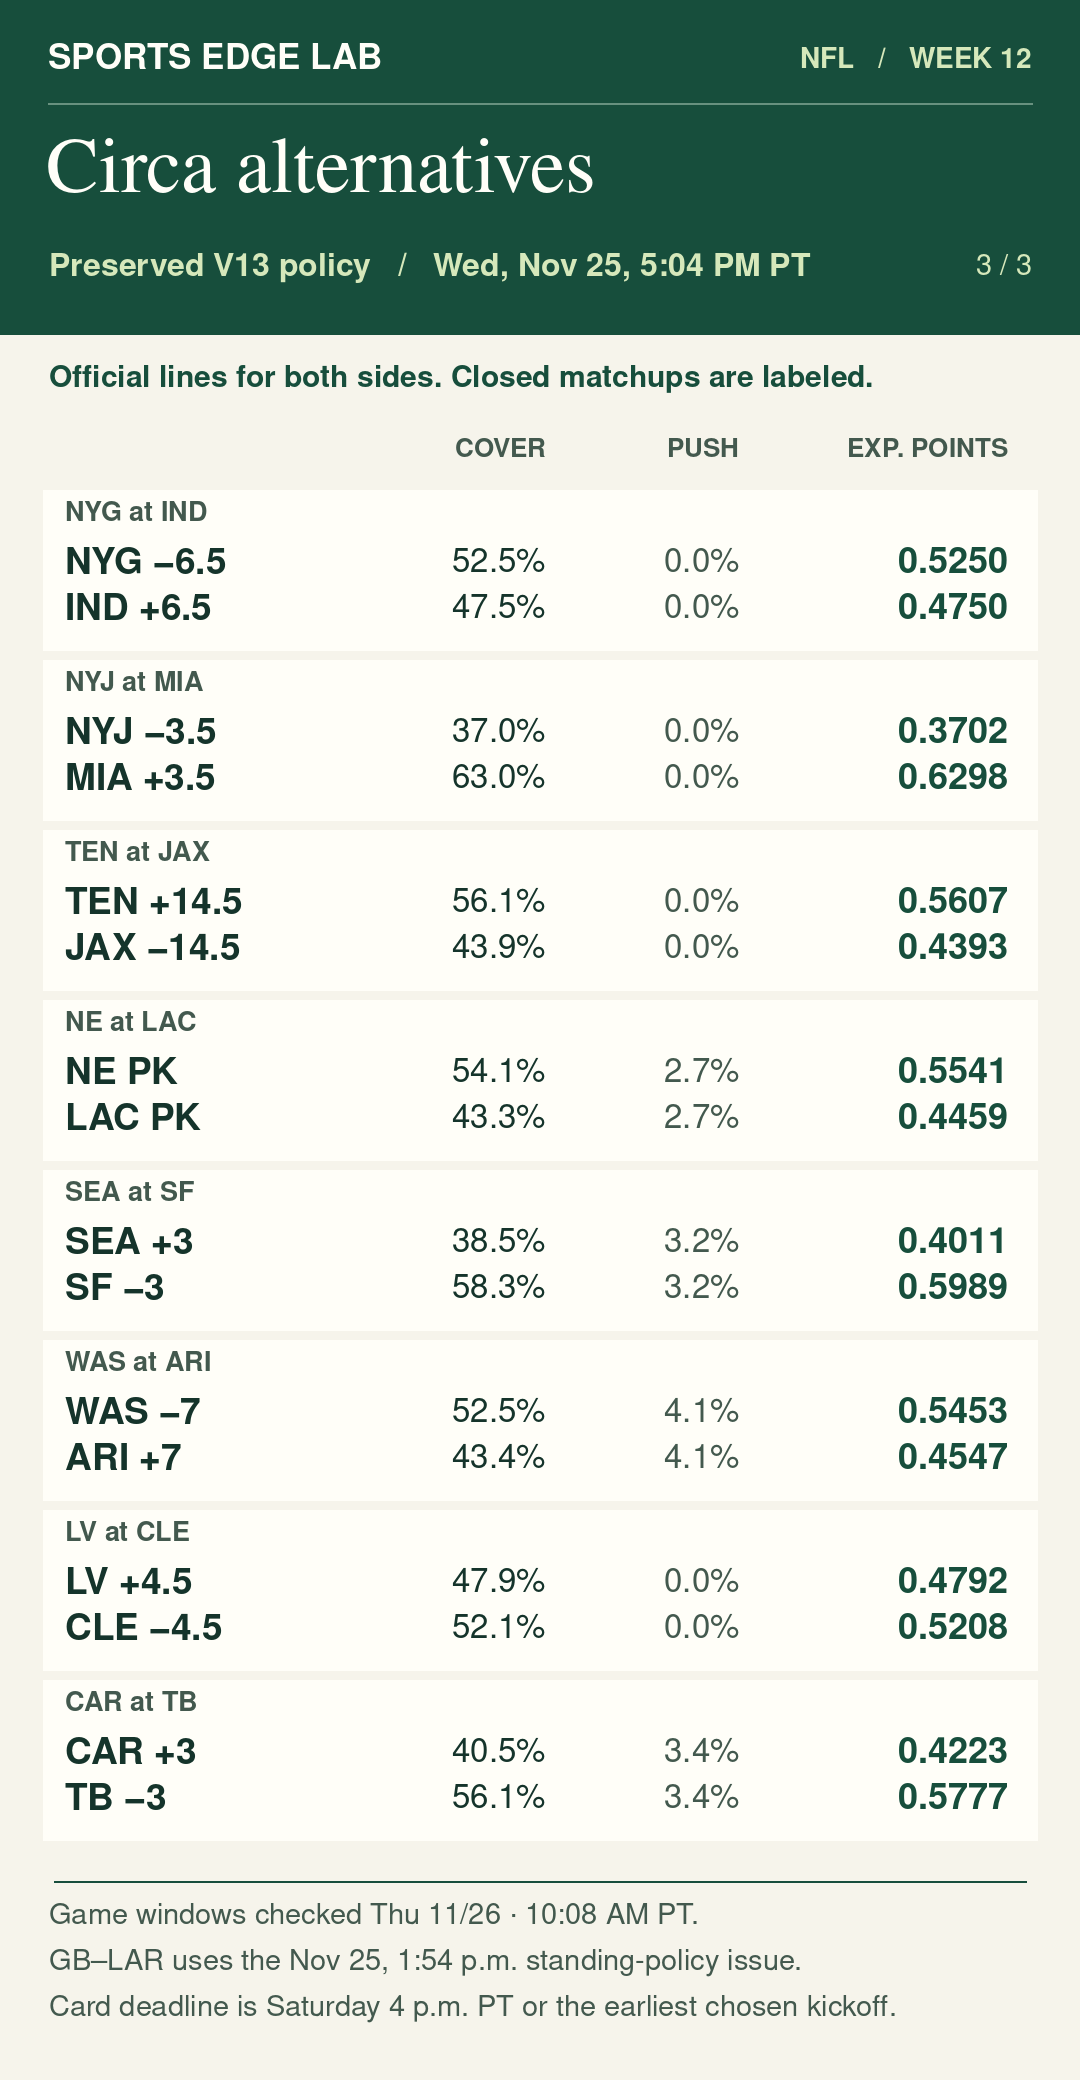 SPORTS EDGE LAB NFL / WEEK 12
Circa alternatives
Preserved V13 policy / Wed, Nov 25, 5:04 PM PT 3 / 3
Official lines for both sides. Closed matchups are labeled.
COVER PUSH EXP. POINTS
NYG at IND
NYG −6.5 52.5% 0.0% 0.5250
IND +6.5 47.5% 0.0% 0.4750
NYJ at MIA
NYJ −3.5 37.0% 0.0% 0.3702
MIA +3.5 63.0% 0.0% 0.6298
TEN at JAX
TEN +14.5 56.1% 0.0% 0.5607
JAX −14.5 43.9% 0.0% 0.4393
NE at LAC
NE PK 54.1% 2.7% 0.5541
LAC PK 43.3% 2.7% 0.4459
SEA at SF
SEA +3 38.5% 3.2% 0.4011
SF −3 58.3% 3.2% 0.5989
WAS at ARI
WAS −7 52.5% 4.1% 0.5453
ARI +7 43.4% 4.1% 0.4547
LV at CLE
LV +4.5 47.9% 0.0% 0.4792
CLE −4.5 52.1% 0.0% 0.5208
CAR at TB
CAR +3 40.5% 3.4% 0.4223
TB −3 56.1% 3.4% 0.5777
Game windows checked Thu 11/26 · 10:08 AM PT.
GB–LAR uses the Nov 25, 1:54 p.m. standing-policy issue.
Card deadline is Saturday 4 p.m. PT or the earliest chosen kickoff.